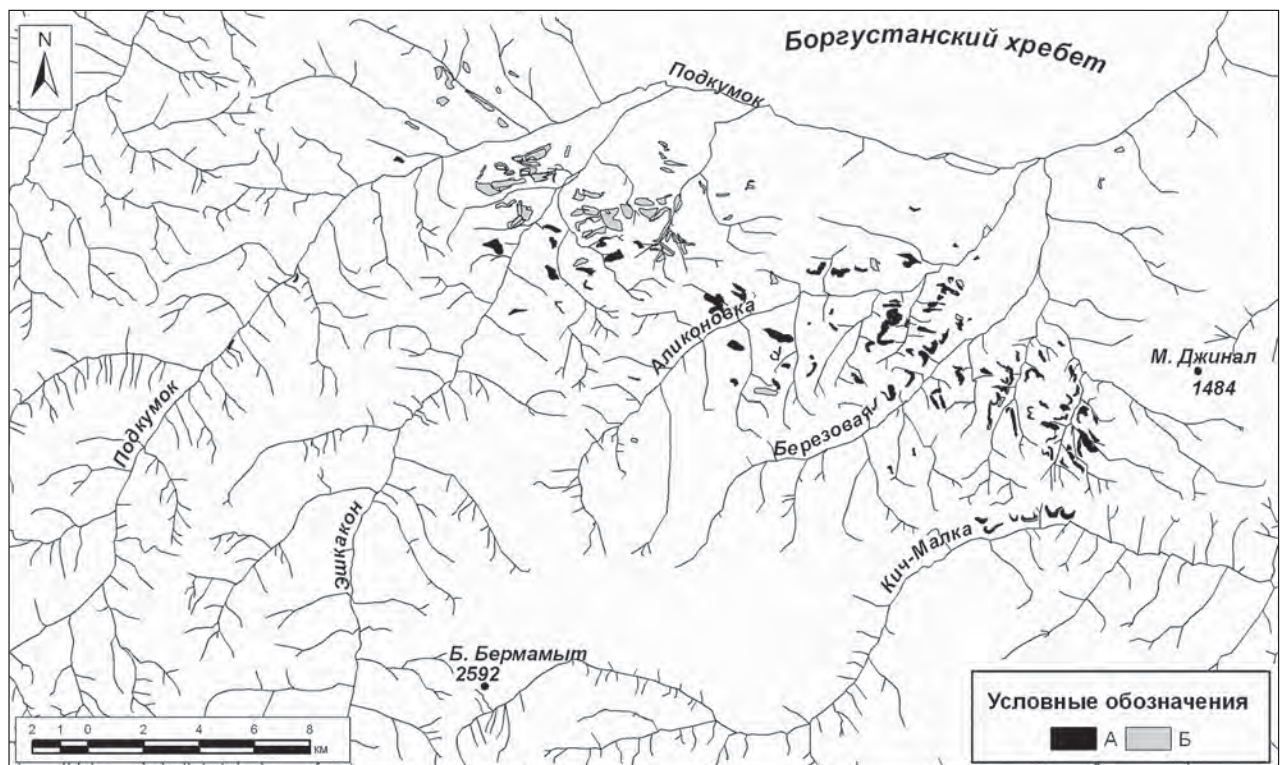 N
Боргустанский хребет
Подкумок
Аликоновка
М. Джинал
1484
Подкумок
Березовая
Эшкакон
Кич-Малка
Б. Бермамыт
2592
Условные обозначения
А Б
2 1 0 2 4 6 8
км